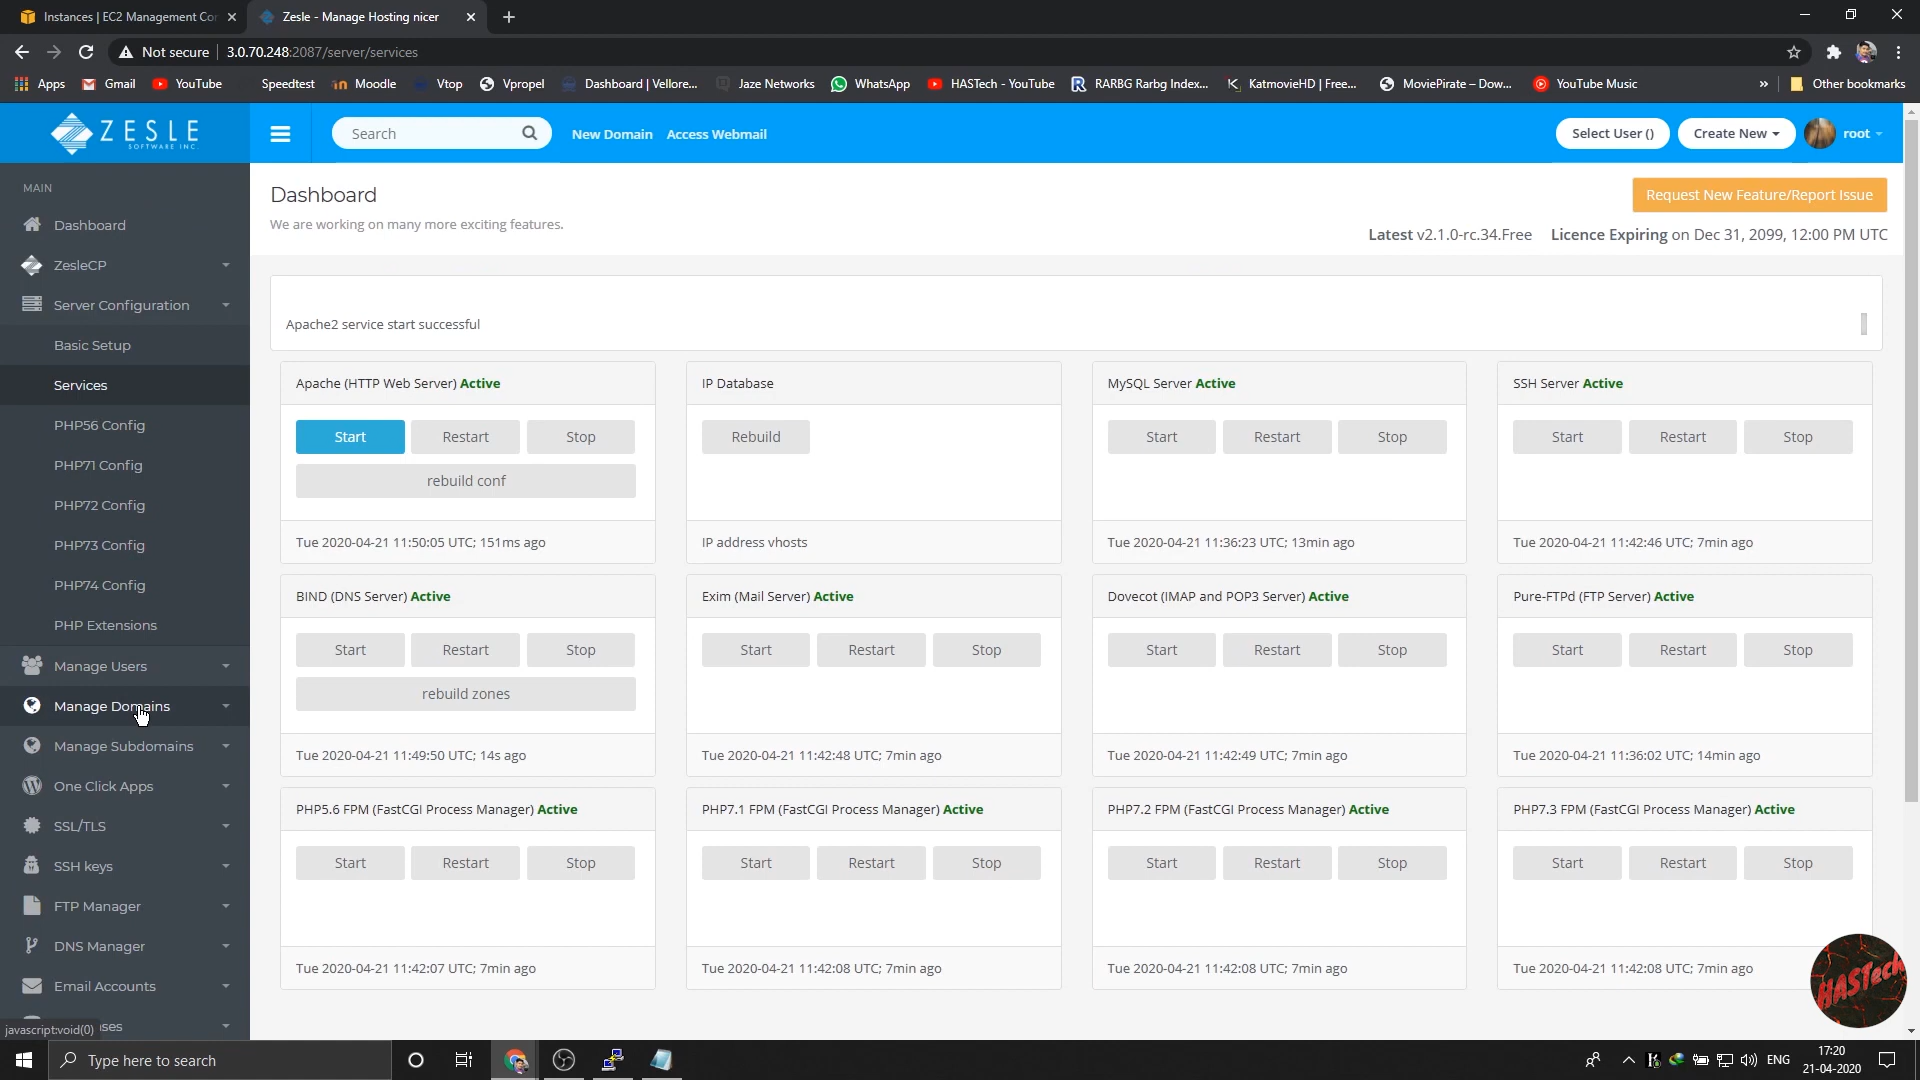 Instances | EC2 Management Cor
Zesle - Manage Hosting nicer
Not secure
3.0.70.248:2087/server/services
Apps
Gmail
YouTube
Speedtest
Moodle
Vtop
Vpropel
Dashboard | Vellore...
Jaze Networks
WhatsApp
HASTech - YouTube
RARBG Rarbg Index...
KatmovieHD | Free...
MoviePirate – Dow...
YouTube Music
»
Other bookmarks
ZESLE
SOFTWARE INC.
Search
New Domain
Access Webmail
Select User ()
Create New
root
MAIN
Dashboard
ZesleCP
Server Configuration
Basic Setup
Services
PHP56 Config
PHP71 Config
PHP72 Config
PHP73 Config
PHP74 Config
PHP Extensions
Manage Users
Manage Domains
Manage Subdomains
One Click Apps
SSL/TLS
SSH keys
FTP Manager
DNS Manager
Email Accounts
javascript:void(0)
Dashboard
We are working on many more exciting features.
Request New Feature/Report Issue
Latest v2.1.0-rc.34.Free
Licence Expiring on Dec 31, 2099, 12:00 PM UTC
Apache2 service start successful
Apache (HTTP Web Server) Active
Start
Restart
Stop
rebuild conf
Tue 2020-04-21 11:50:05 UTC; 151ms ago
IP Database
Rebuild
IP address vhosts
MySQL Server Active
Start
Restart
Stop
Tue 2020-04-21 11:36:23 UTC; 13min ago
SSH Server Active
Start
Restart
Stop
Tue 2020-04-21 11:42:46 UTC; 7min ago
BIND (DNS Server) Active
Start
Restart
Stop
rebuild zones
Tue 2020-04-21 11:49:50 UTC; 14s ago
Exim (Mail Server) Active
Start
Restart
Stop
Tue 2020-04-21 11:42:48 UTC; 7min ago
Dovecot (IMAP and POP3 Server) Active
Start
Restart
Stop
Tue 2020-04-21 11:42:49 UTC; 7min ago
Pure-FTPd (FTP Server) Active
Start
Restart
Stop
Tue 2020-04-21 11:36:02 UTC; 14min ago
PHP5.6 FPM (FastCGI Process Manager) Active
Start
Restart
Stop
Tue 2020-04-21 11:42:07 UTC; 7min ago
PHP7.1 FPM (FastCGI Process Manager) Active
Start
Restart
Stop
Tue 2020-04-21 11:42:08 UTC; 7min ago
PHP7.2 FPM (FastCGI Process Manager) Active
Start
Restart
Stop
Tue 2020-04-21 11:42:08 UTC; 7min ago
PHP7.3 FPM (FastCGI Process Manager) Active
Start
Restart
Stop
Tue 2020-04-21 11:42:08 UTC; 7min ago
HASTech
Type here to search
ENG
17:20
21-04-2020